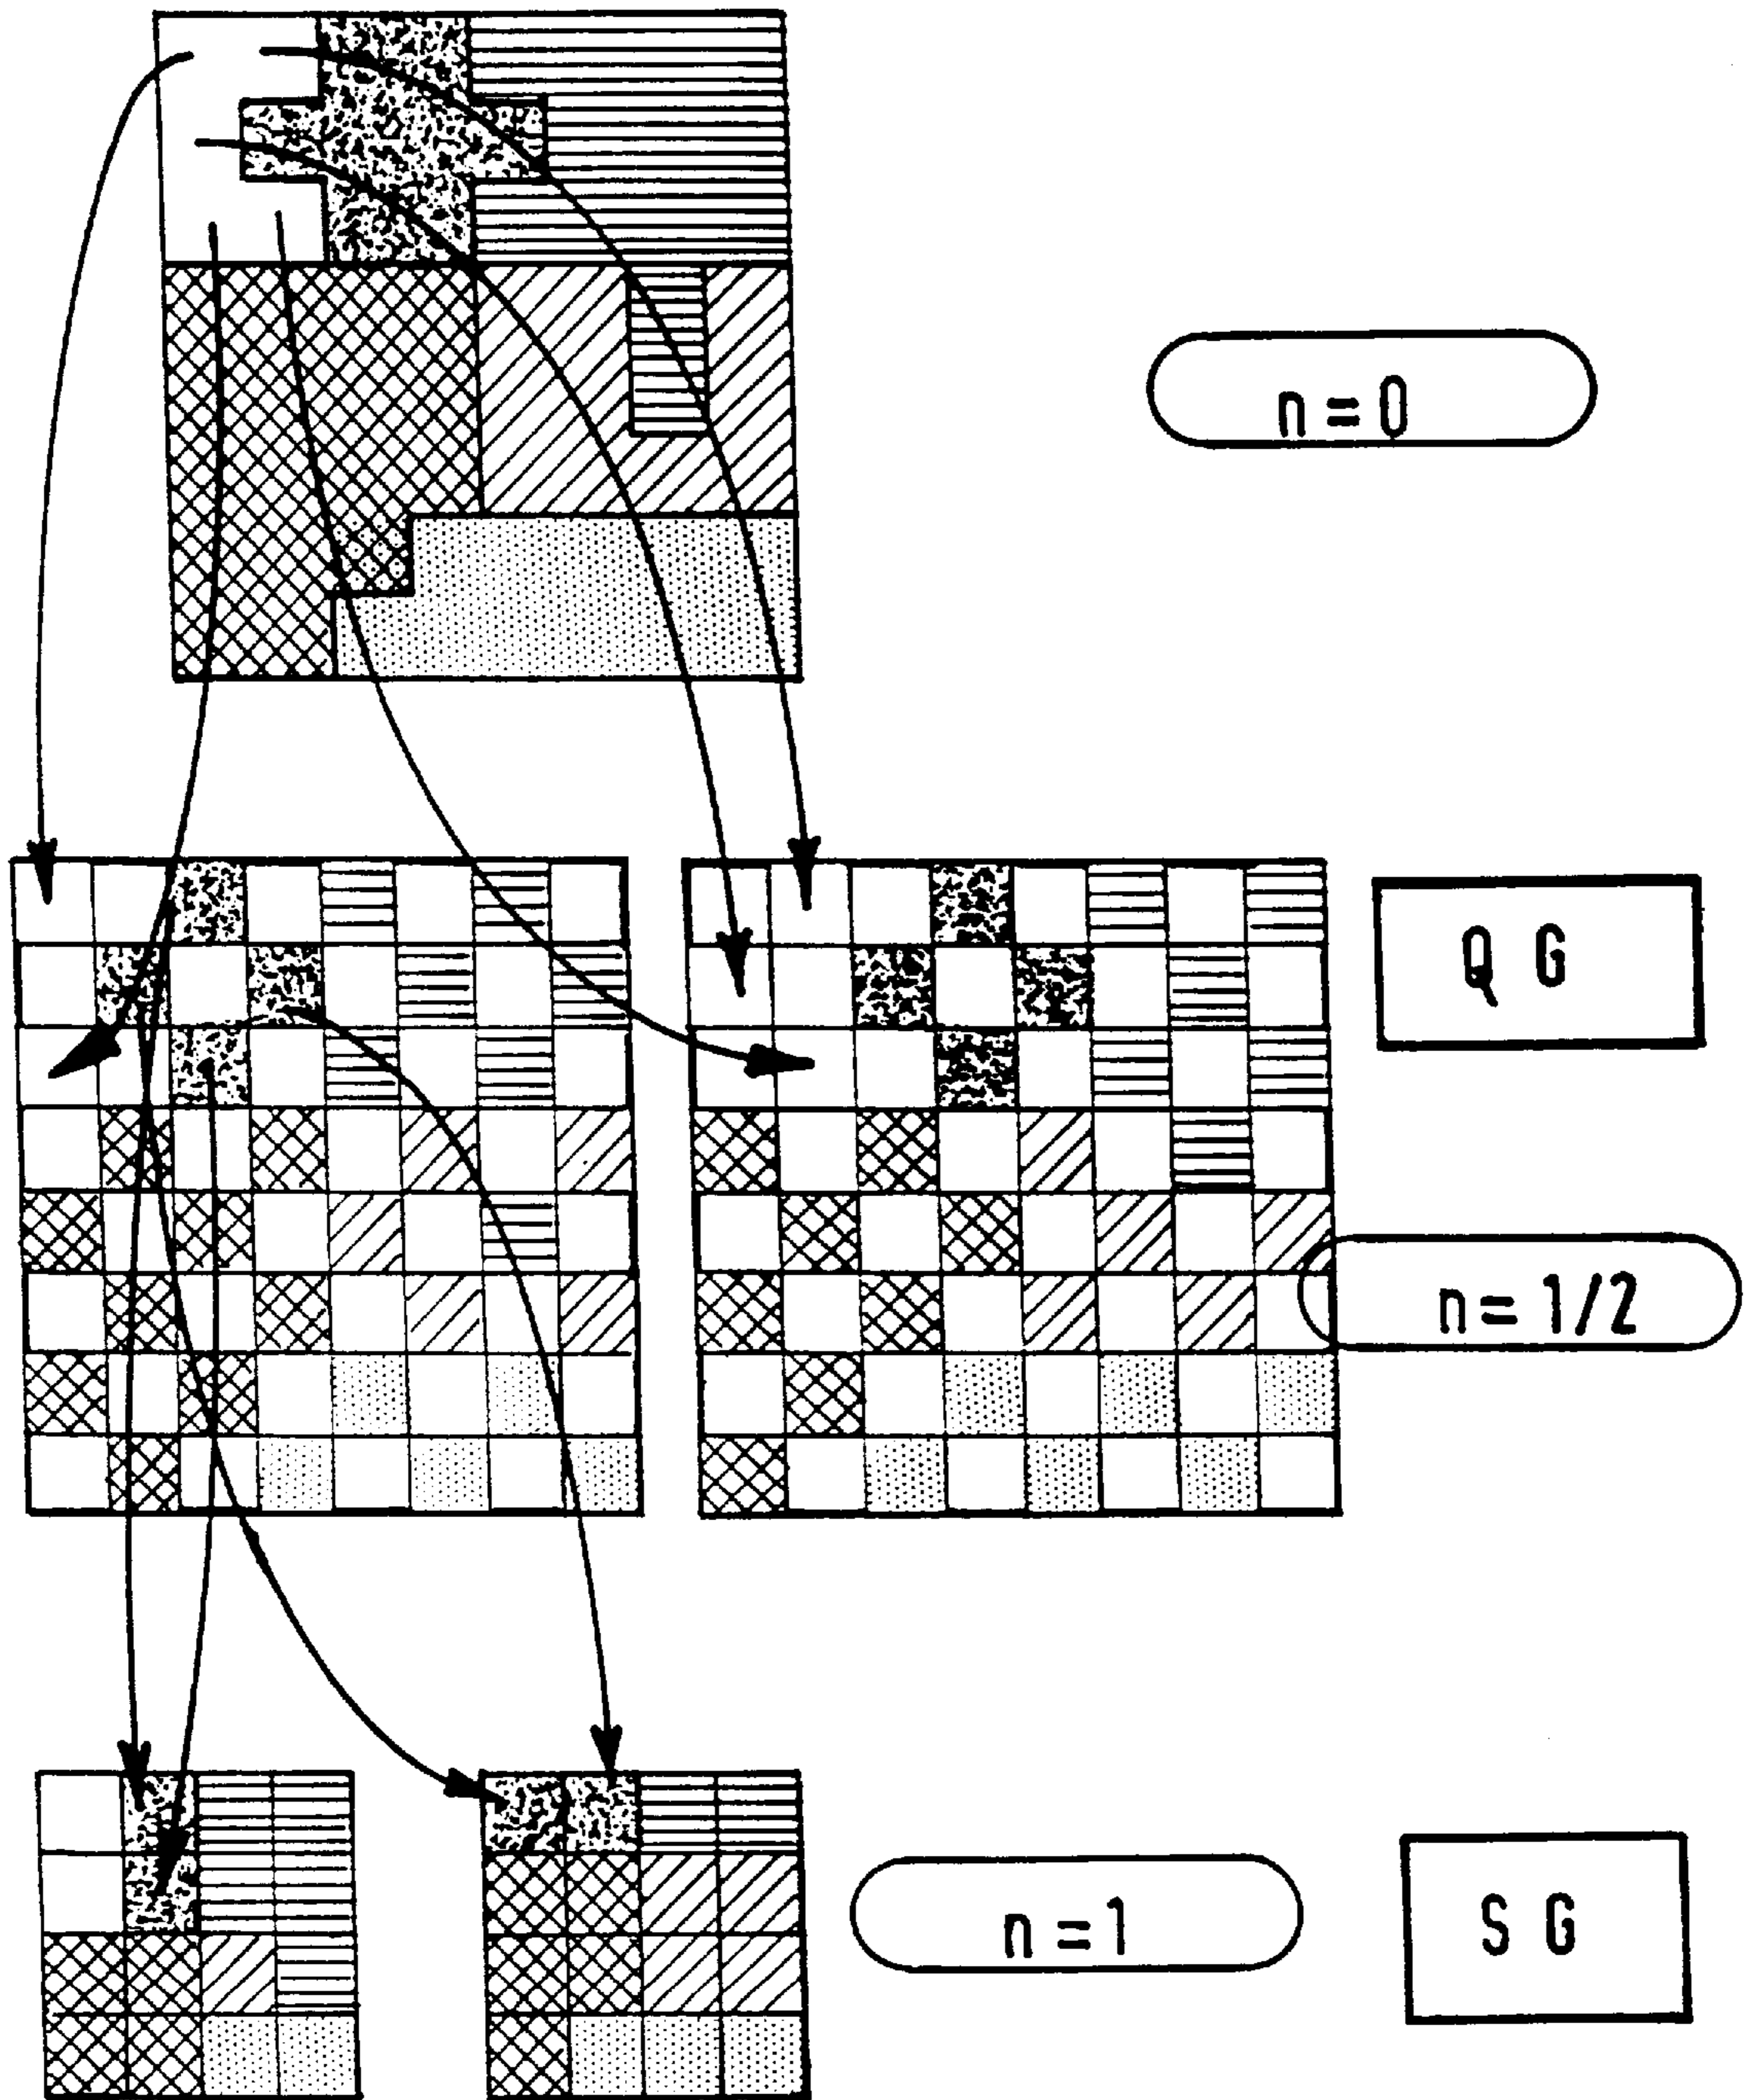 n = 0
Q G
n = 1/2
n = 1
S G